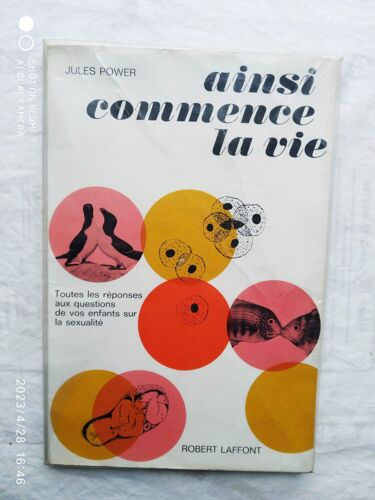 JULES POWER
ainsi
commence
la vie
Toutes les réponses
aux questions
de vos enfants sur
la sexualité
ROBERT LAFFONT
SHOT ON REDMI 7
AI DUAL CAMERA
2023/4/28 16:46